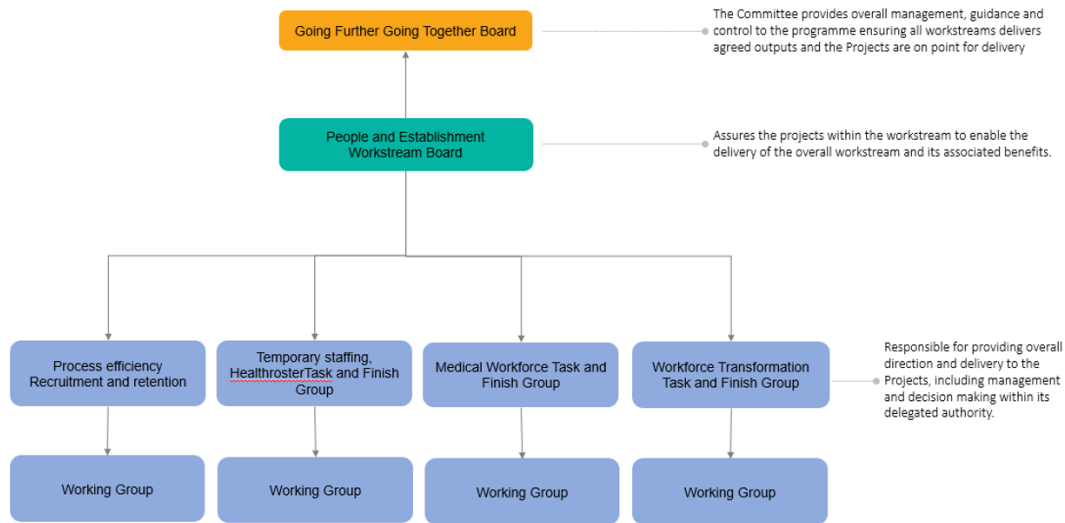 Going Further Going Together Board
The Committee provides overall management, guidance and
control to the programme ensuring all workstreams delivers
agreed outputs and the Projects are on point for delivery
People and Establishment
Workstream Board
Assures the projects within the workstream to enable the
delivery of the overall workstream and its associated benefits.
Process efficiency
Recruitment and retention
Temporary staffing,
HealthrosterTask and Finish
Group
Medical Workforce Task and
Finish Group
Workforce Transformation
Task and Finish Group
Responsible for providing overall
direction and delivery to the
Projects, including management
and decision making within its
delegated authority.
Working Group
Working Group
Working Group
Working Group